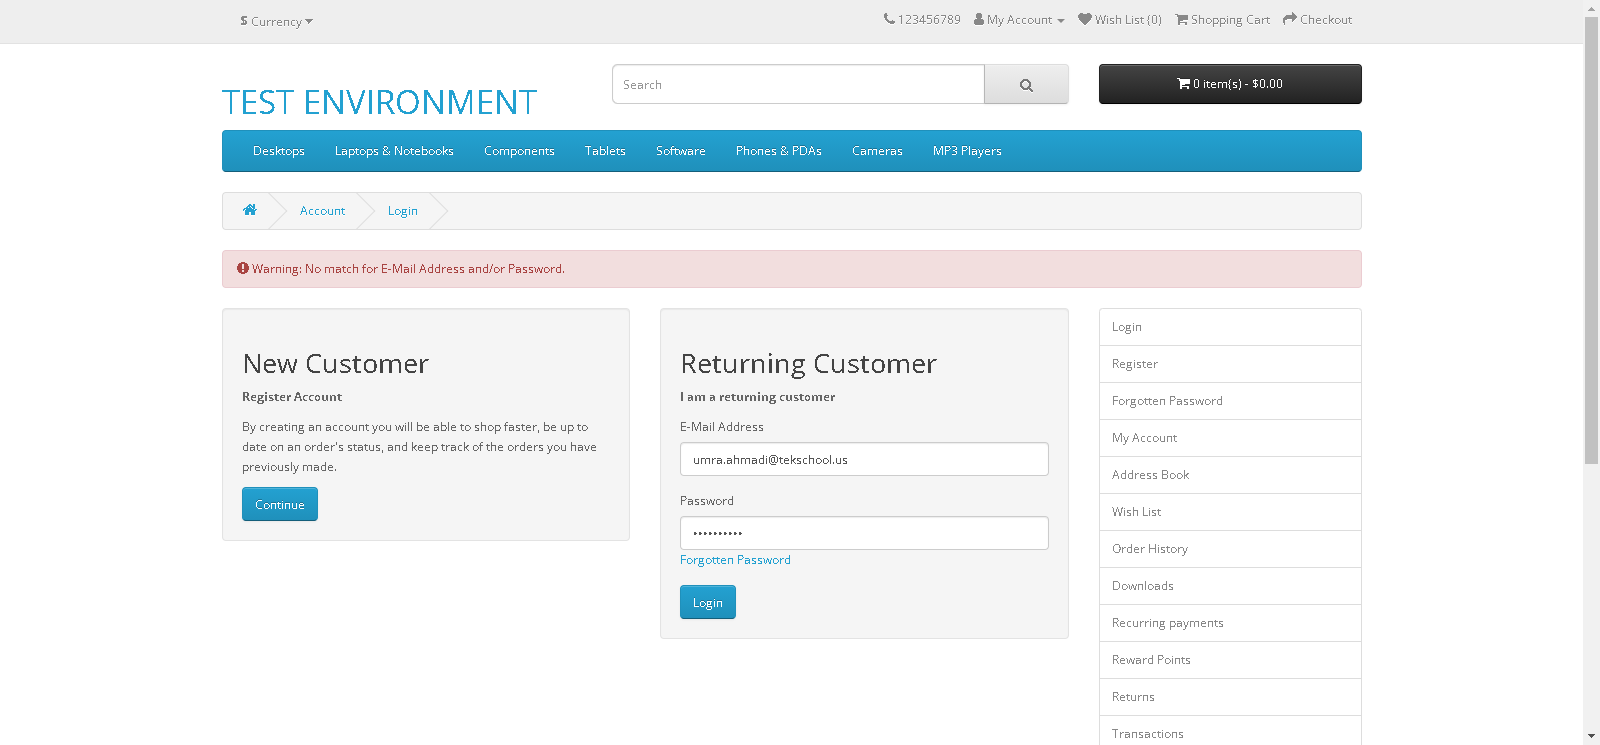 $ Currency
123456789 My Account Wish List (0) Shopping Cart Checkout
TEST ENVIRONMENT
Search
0 item(s) - $0.00
Desktops Laptops & Notebooks Components Tablets Software Phones & PDAs Cameras MP3 Players
Account Login
Warning: No match for E-Mail Address and/or Password.
New Customer
Register Account
By creating an account you will be able to shop faster, be up to
date on an order's status, and keep track of the orders you have
previously made.
Continue
Returning Customer
I am a returning customer
E-Mail Address
umra.ahmadi@tekschool.us
Password
••••••••••
Forgotten Password
Login
Login
Register
Forgotten Password
My Account
Address Book
Wish List
Order History
Downloads
Recurring payments
Reward Points
Returns
Transactions